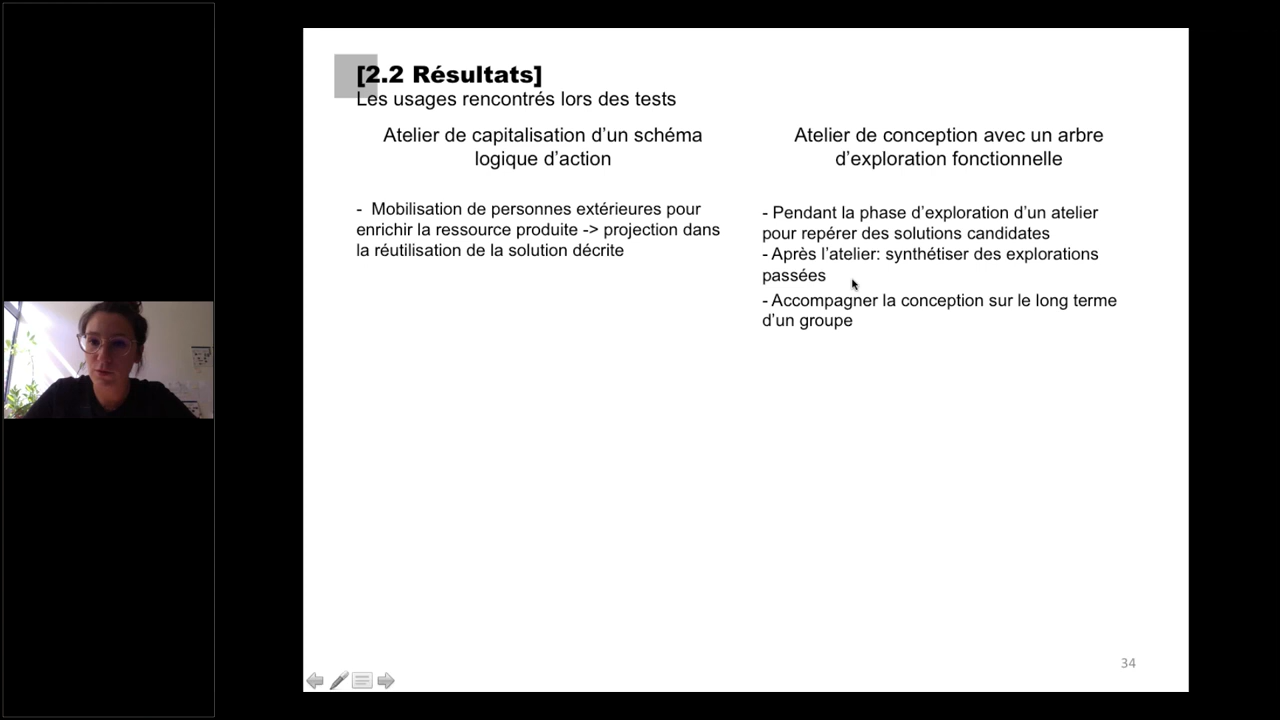 [2.2 Résultats]
Les usages rencontrés lors des tests
Atelier de capitalisation d’un schéma
logique d’action
- Mobilisation de personnes extérieures pour
enrichir la ressource produite -> projection dans
la réutilisation de la solution décrite
Atelier de conception avec un arbre
d’exploration fonctionnelle
- Pendant la phase d’exploration d’un atelier
pour repérer des solutions candidates
- Après l’atelier: synthétiser des explorations
passées
- Accompagner la conception sur le long terme
d’un groupe
34